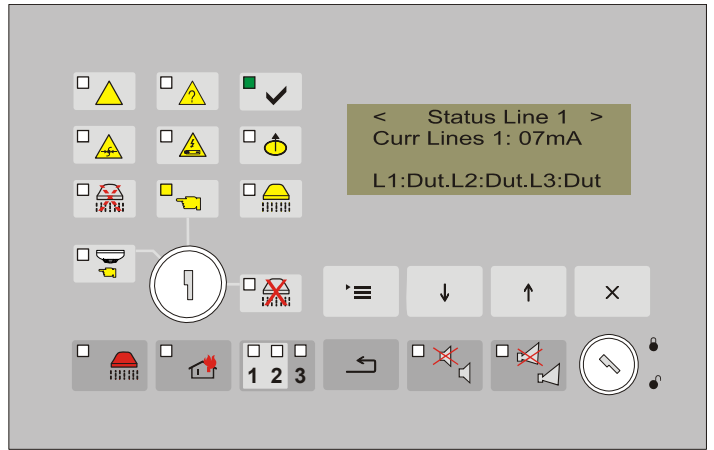 < Status Line 1 >
Curr Lines 1: 07mA
L1:Dut.L2:Dut.L3:Dut
?
1 2 3